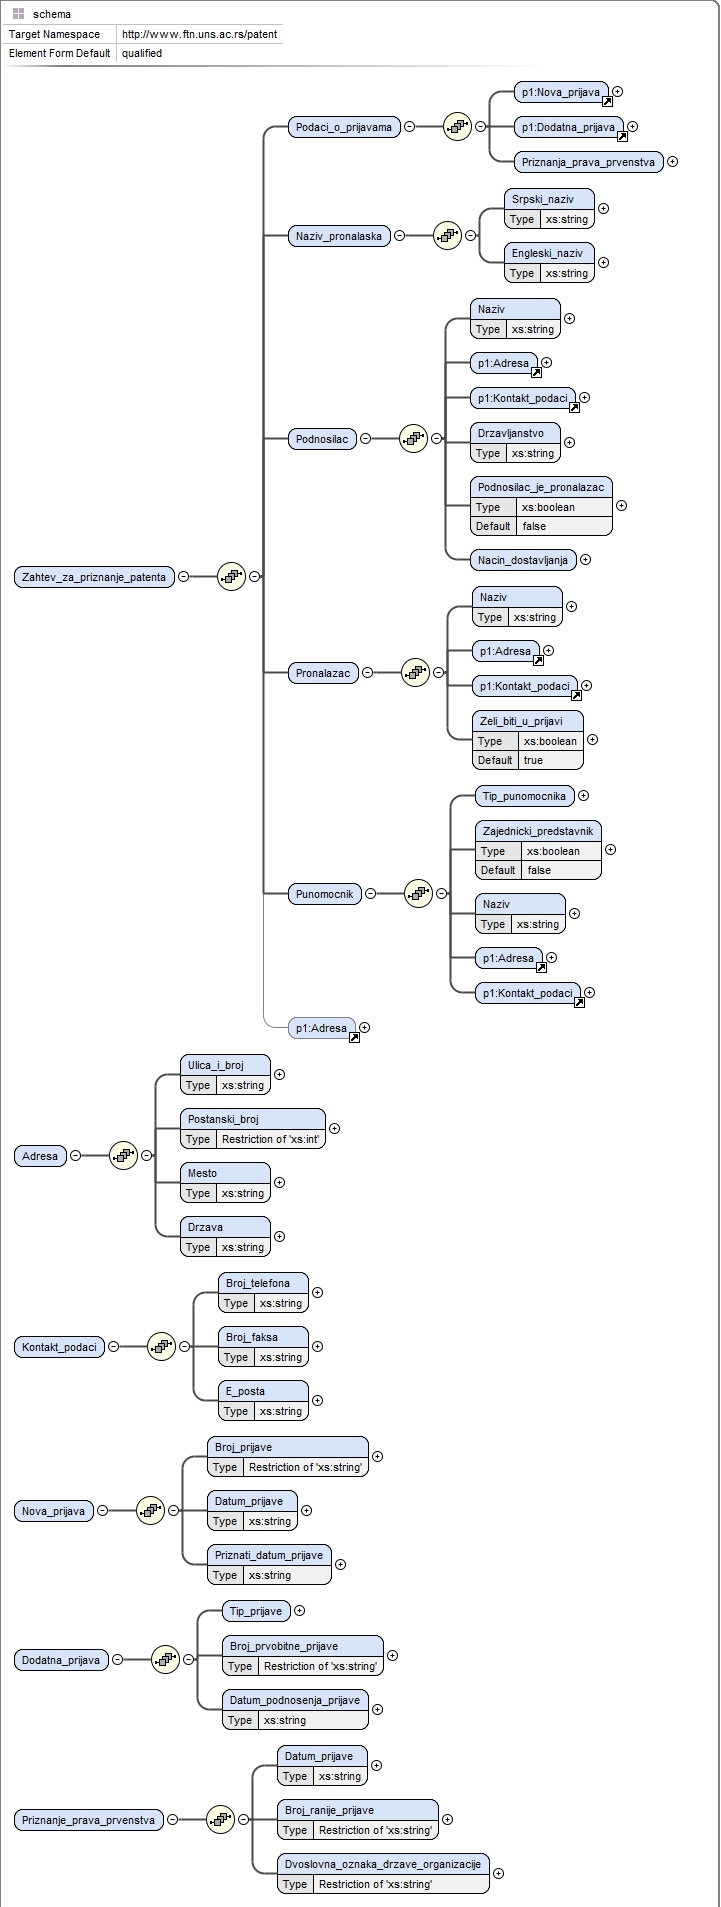 schema
Target Namespace http://www.ftn.uns.ac.rs/patent
Element Form Default qualified
Zahtev_za_priznanje_patenta
Podaci_o_prijavama
p1:Nova_prijava
p1:Dodatna_prijava
Priznanja_prava_prvenstva
Naziv_pronalaska
Srpski_naziv
Type xs:string
Engleski_naziv
Type xs:string
Podnosilac
Naziv
Type xs:string
p1:Adresa
p1:Kontakt_podaci
Drzavljanstvo
Type xs:string
Podnosilac_je_pronalazac
Type xs:boolean
Default false
Nacin_dostavljanja
Pronalazac
Naziv
Type xs:string
p1:Adresa
p1:Kontakt_podaci
Zeli_biti_u_prijavi
Type xs:boolean
Default true
Punomocnik
Tip_punomocnika
Zajednicki_predstavnik
Type xs:boolean
Default false
Naziv
Type xs:string
p1:Adresa
p1:Kontakt_podaci
p1:Adresa
Adresa
Ulica_i_broj
Type xs:string
Postanski_broj
Type Restriction of 'xs:int'
Mesto
Type xs:string
Drzava
Type xs:string
Kontakt_podaci
Broj_telefona
Type xs:string
Broj_faksa
Type xs:string
E_posta
Type xs:string
Nova_prijava
Broj_prijave
Type Restriction of 'xs:string'
Datum_prijave
Type xs:string
Priznati_datum_prijave
Type xs:string
Dodatna_prijava
Tip_prijave
Broj_prvobitne_prijave
Type Restriction of 'xs:string'
Datum_podnosenja_prijave
Type xs:string
Priznanje_prava_prvenstva
Datum_prijave
Type xs:string
Broj_ranije_prijave
Type Restriction of 'xs:string'
Dvoslovna_oznaka_drzave_organizacije
Type Restriction of 'xs:string'